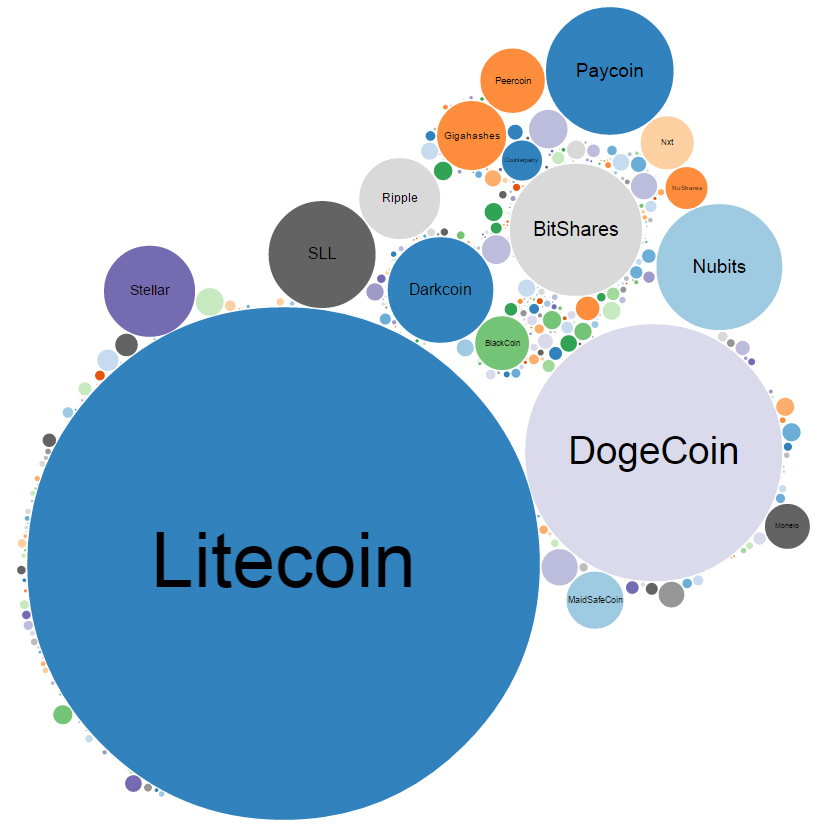 Paycoin
Peercoin
Gigahashes
Nxt
Counterparty
NuShares
Ripple
BitShares
SLL
Nubits
Stellar
Darkcoin
BlackCoin
DogeCoin
Monero
Litecoin
MaidSafeCoin